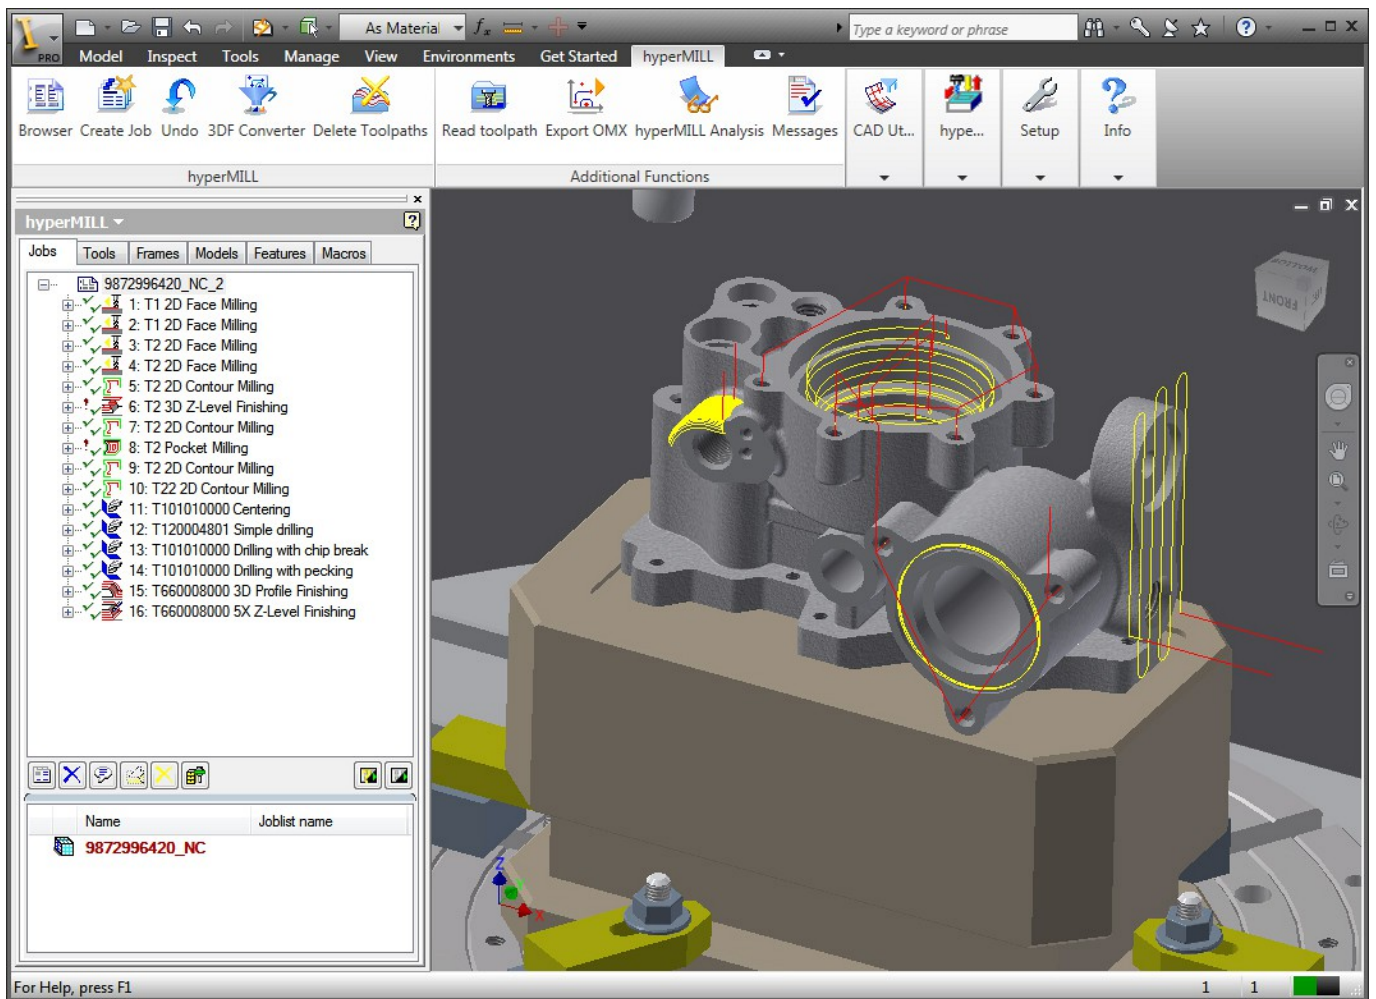 As Material
fx
Type a keyword or phrase
PRO
Model Inspect Tools Manage View Environments Get Started hyperMILL
Browser Create Job Undo 3DF Converter Delete Toolpaths Read toolpath Export OMX hyperMILL Analysis Messages CAD Ut... hype... Setup Info
hyperMILL Additional Functions
hyperMILL
Jobs Tools Frames Models Features Macros
9872996420_NC_2
1: T1 2D Face Milling
2: T1 2D Face Milling
3: T2 2D Face Milling
4: T2 2D Face Milling
5: T2 2D Contour Milling
6: T2 3D Z-Level Finishing
7: T2 2D Contour Milling
8: T2 Pocket Milling
9: T2 2D Contour Milling
10: T22 2D Contour Milling
11: T101010000 Centering
12: T120004801 Simple drilling
13: T101010000 Drilling with chip break
14: T101010000 Drilling with pecking
15: T660008000 3D Profile Finishing
16: T660008000 5X Z-Level Finishing
Name Joblist name
9872996420_NC
BOTTOM
FRONT
Z
Y
X
For Help, press F1
1 1